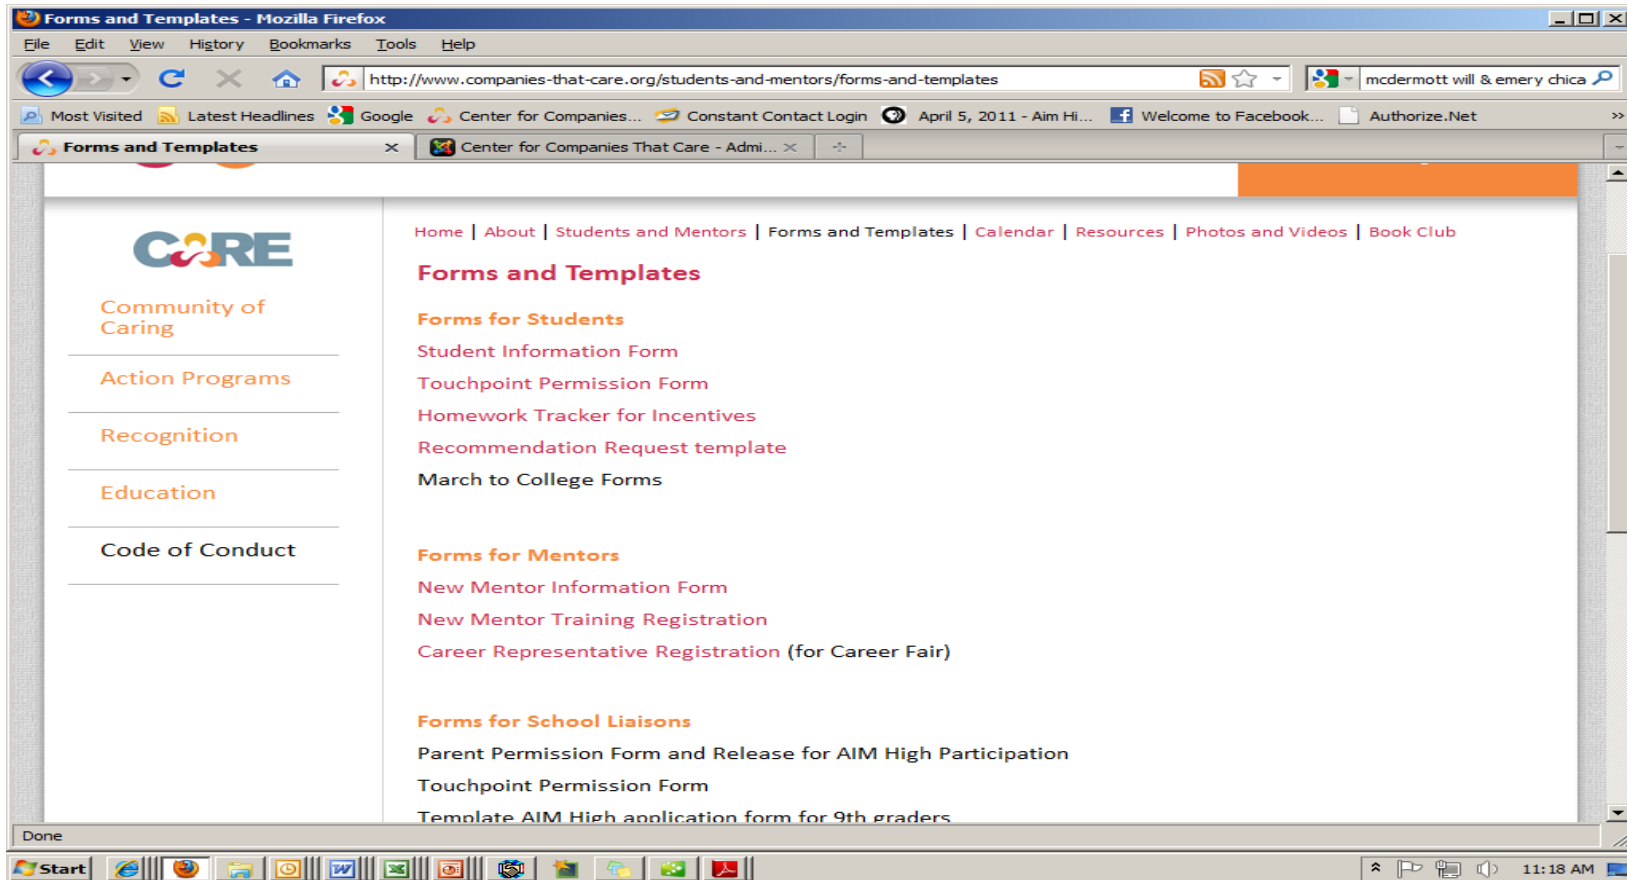 Forms and Templates - Mozilla Firefox
File Edit View History Bookmarks Tools Help
http://www.companies-that-care.org/students-and-mentors/forms-and-templates mcdermott will & emery chica
Most Visited Latest Headlines Google Center for Companies... Constant Contact Login April 5, 2011 - Aim Hi... Welcome to Facebook... Authorize.Net »
Forms and Templates Center for Companies That Care - Admi...
CARE
Community of
Caring
Action Programs
Recognition
Education
Code of Conduct
Home | About | Students and Mentors | Forms and Templates | Calendar | Resources | Photos and Videos | Book Club
Forms and Templates
Forms for Students
Student Information Form
Touchpoint Permission Form
Homework Tracker for Incentives
Recommendation Request template
March to College Forms
Forms for Mentors
New Mentor Information Form
New Mentor Training Registration
Career Representative Registration (for Career Fair)
Forms for School Liaisons
Parent Permission Form and Release for AIM High Participation
Touchpoint Permission Form
Template AIM High application form for 9th graders
Done
Start 11:18 AM